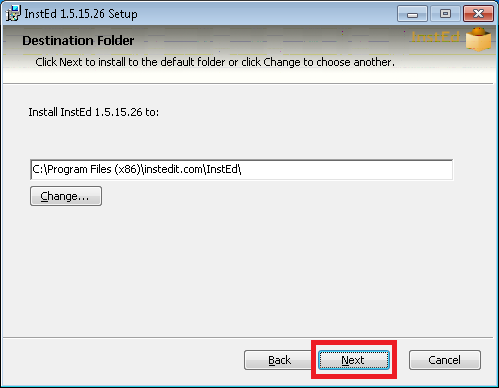 InstEd 1.5.15.26 Setup
Destination Folder
InstEd
Click Next to install to the default folder or click Change to choose another.
Install InstEd 1.5.15.26 to:
C:\Program Files (x86)\instedit.com\InstEd\
Change...
Back Next Cancel